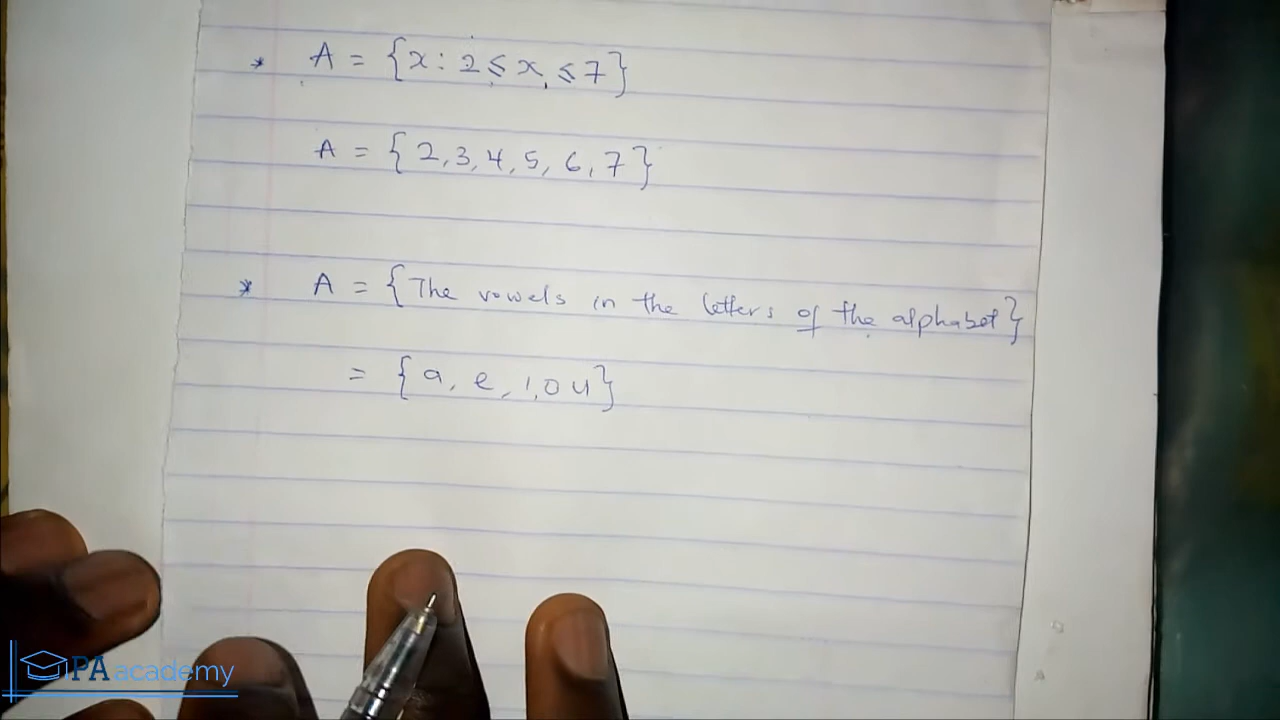 * A = {x : 2 ≤ x ≤ 7}
A = {2, 3, 4, 5, 6, 7}
* A = {The vowels in the letters of the alphabet}
= {a, e, i, o u}
PA academy